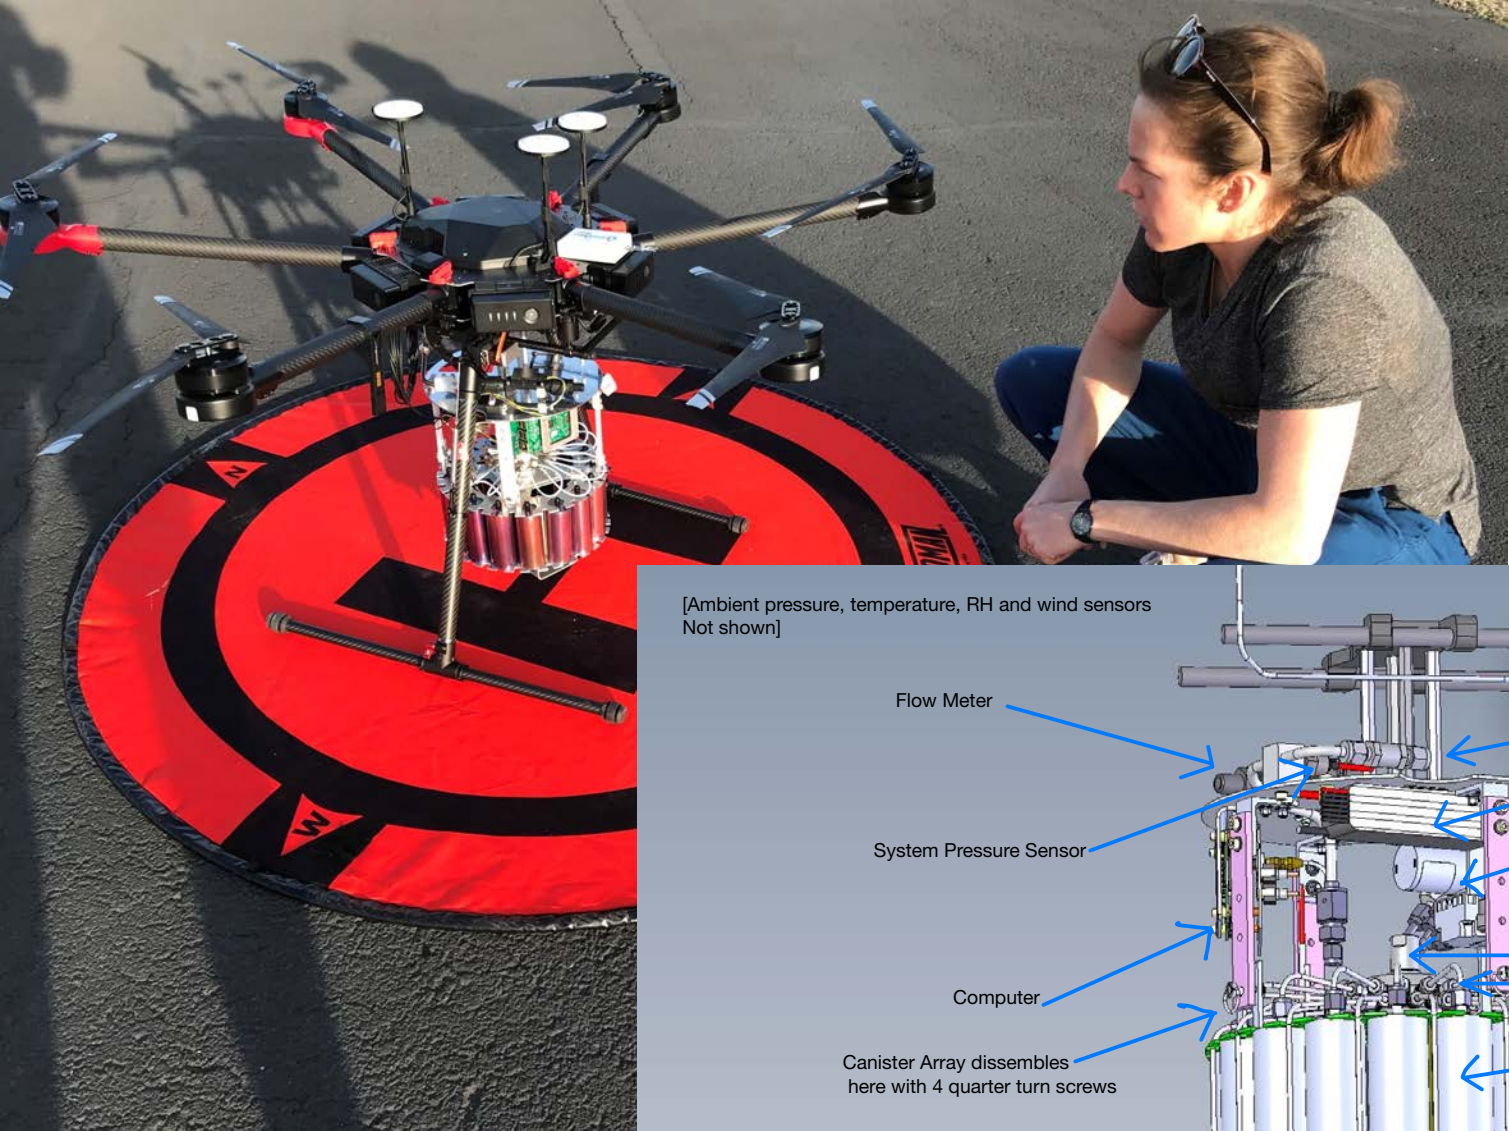 N
W
[Ambient pressure, temperature, RH and wind sensors
Not shown]
Flow Meter
System Pressure Sensor
Computer
Canister Array dissembles
here with 4 quarter turn screws